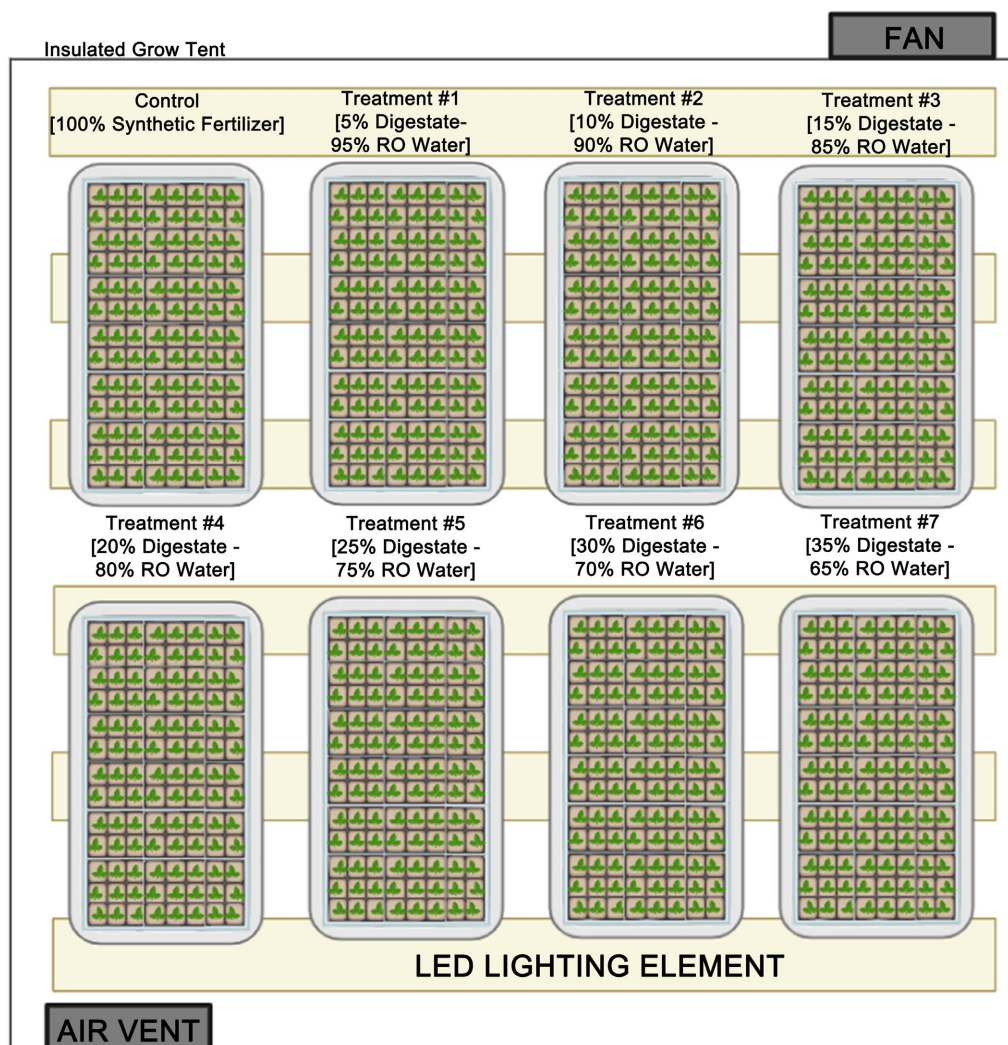 Insulated Grow Tent
FAN
Control
[100% Synthetic Fertilizer]
Treatment #1
[5% Digestate-
95% RO Water]
Treatment #2
[10% Digestate -
90% RO Water]
Treatment #3
[15% Digestate -
85% RO Water]
Treatment #4
[20% Digestate -
80% RO Water]
Treatment #5
[25% Digestate -
75% RO Water]
Treatment #6
[30% Digestate -
70% RO Water]
Treatment #7
[35% Digestate -
65% RO Water]
LED LIGHTING ELEMENT
AIR VENT